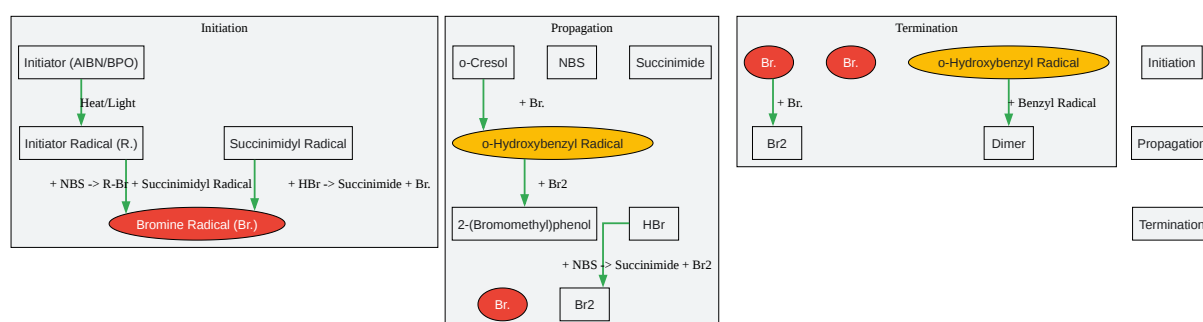 Initiation
Initiator (AIBN/BPO)
Heat/Light
Initiator Radical (R.)
Succinimidyl Radical
+ NBS -> R-Br + Succinimidyl Radical
+ HBr -> Succinimide + Br.
Bromine Radical (Br.)
Propagation
o-Cresol
NBS
Succinimide
+ Br.
o-Hydroxybenzyl Radical
+ Br2
2-(Bromomethyl)phenol
HBr
+ NBS -> Succinimide + Br2
Br.
Br2
Termination
Br.
Br.
o-Hydroxybenzyl Radical
+ Br.
+ Benzyl Radical
Br2
Dimer
Initiation
Propagation
Termination